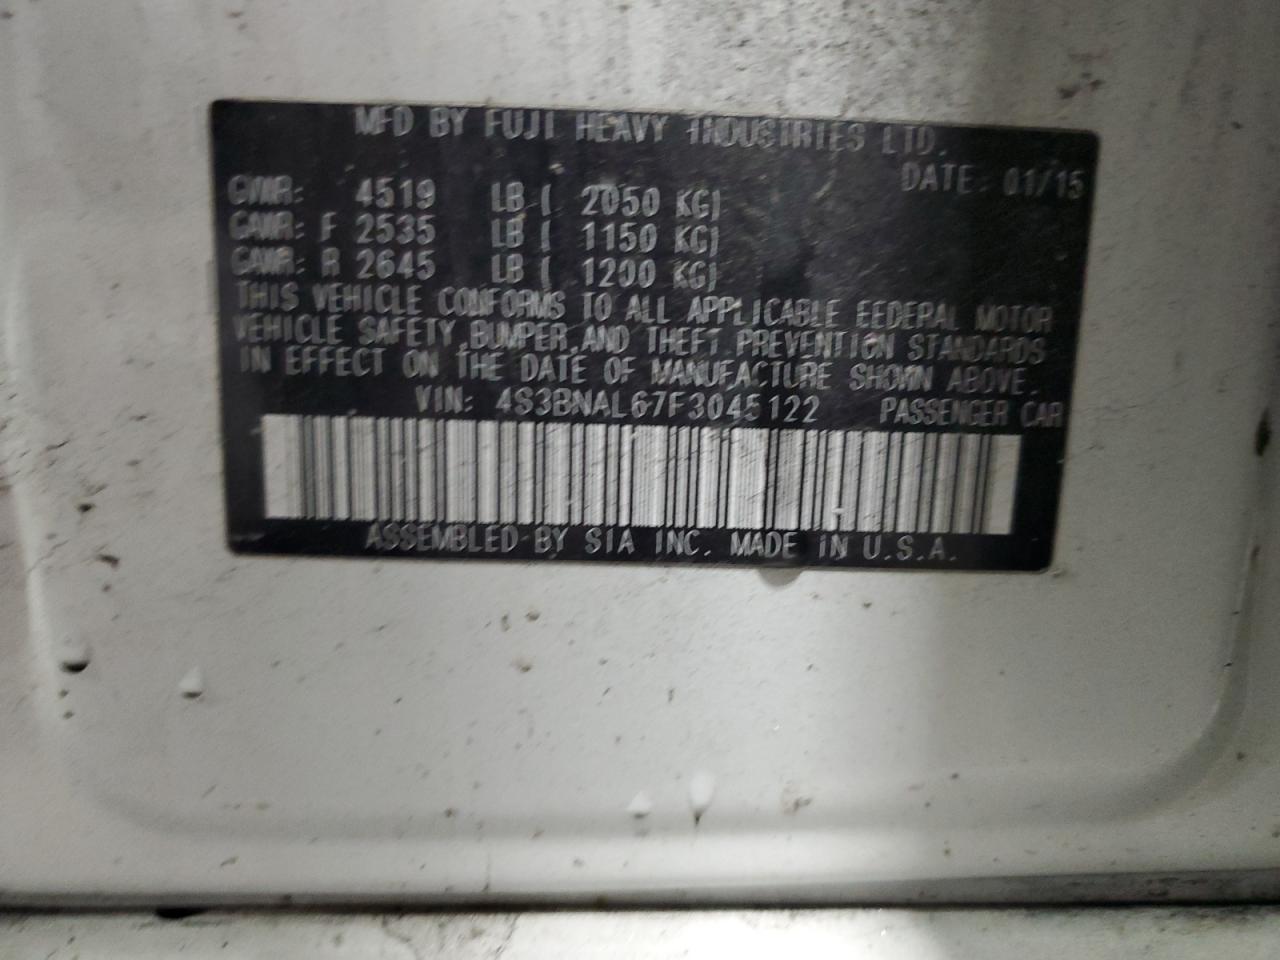 MFD BY FUJI HEAVY INDUSTRIES LTD.
DATE: 01/15
GVWR: 4519 LB ( 2050 KG)
GAWR: F 2535 LB ( 1150 KG)
GAWR: R 2645 LB ( 1200 KG)
THIS VEHICLE CONFORMS TO ALL APPLICABLE FEDERAL MOTOR
VEHICLE SAFETY, BUMPER, AND THEFT PREVENTION STANDARDS
IN EFFECT ON THE DATE OF MANUFACTURE SHOWN ABOVE.
VIN: 4S3BNAL67F3045122 PASSENGER CAR
ASSEMBLED BY SIA INC. MADE IN U.S.A.